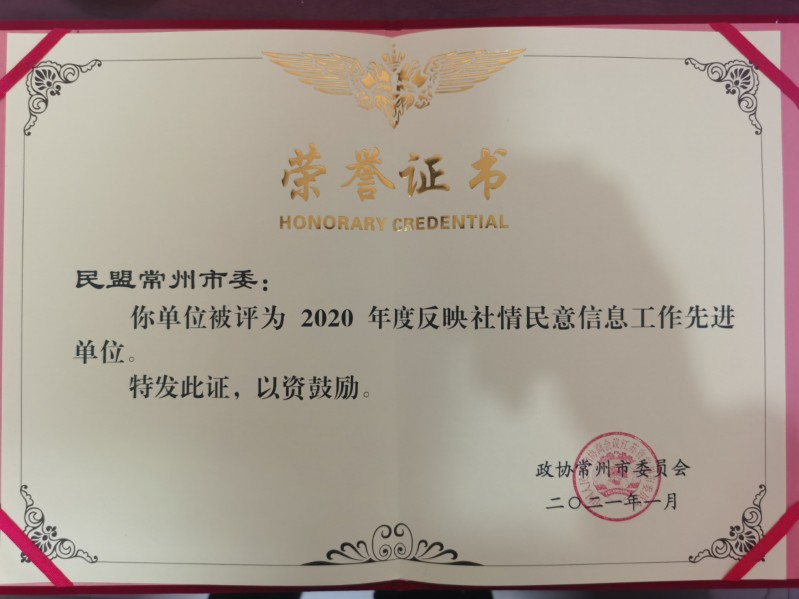 荣誉证书
HONORARY CREDENTIAL
民盟常州市委：
你单位被评为 2020 年度反映社情民意信息工作先进
单位。
特发此证，以资鼓励。
政协常州市委员会
二〇二一年一月